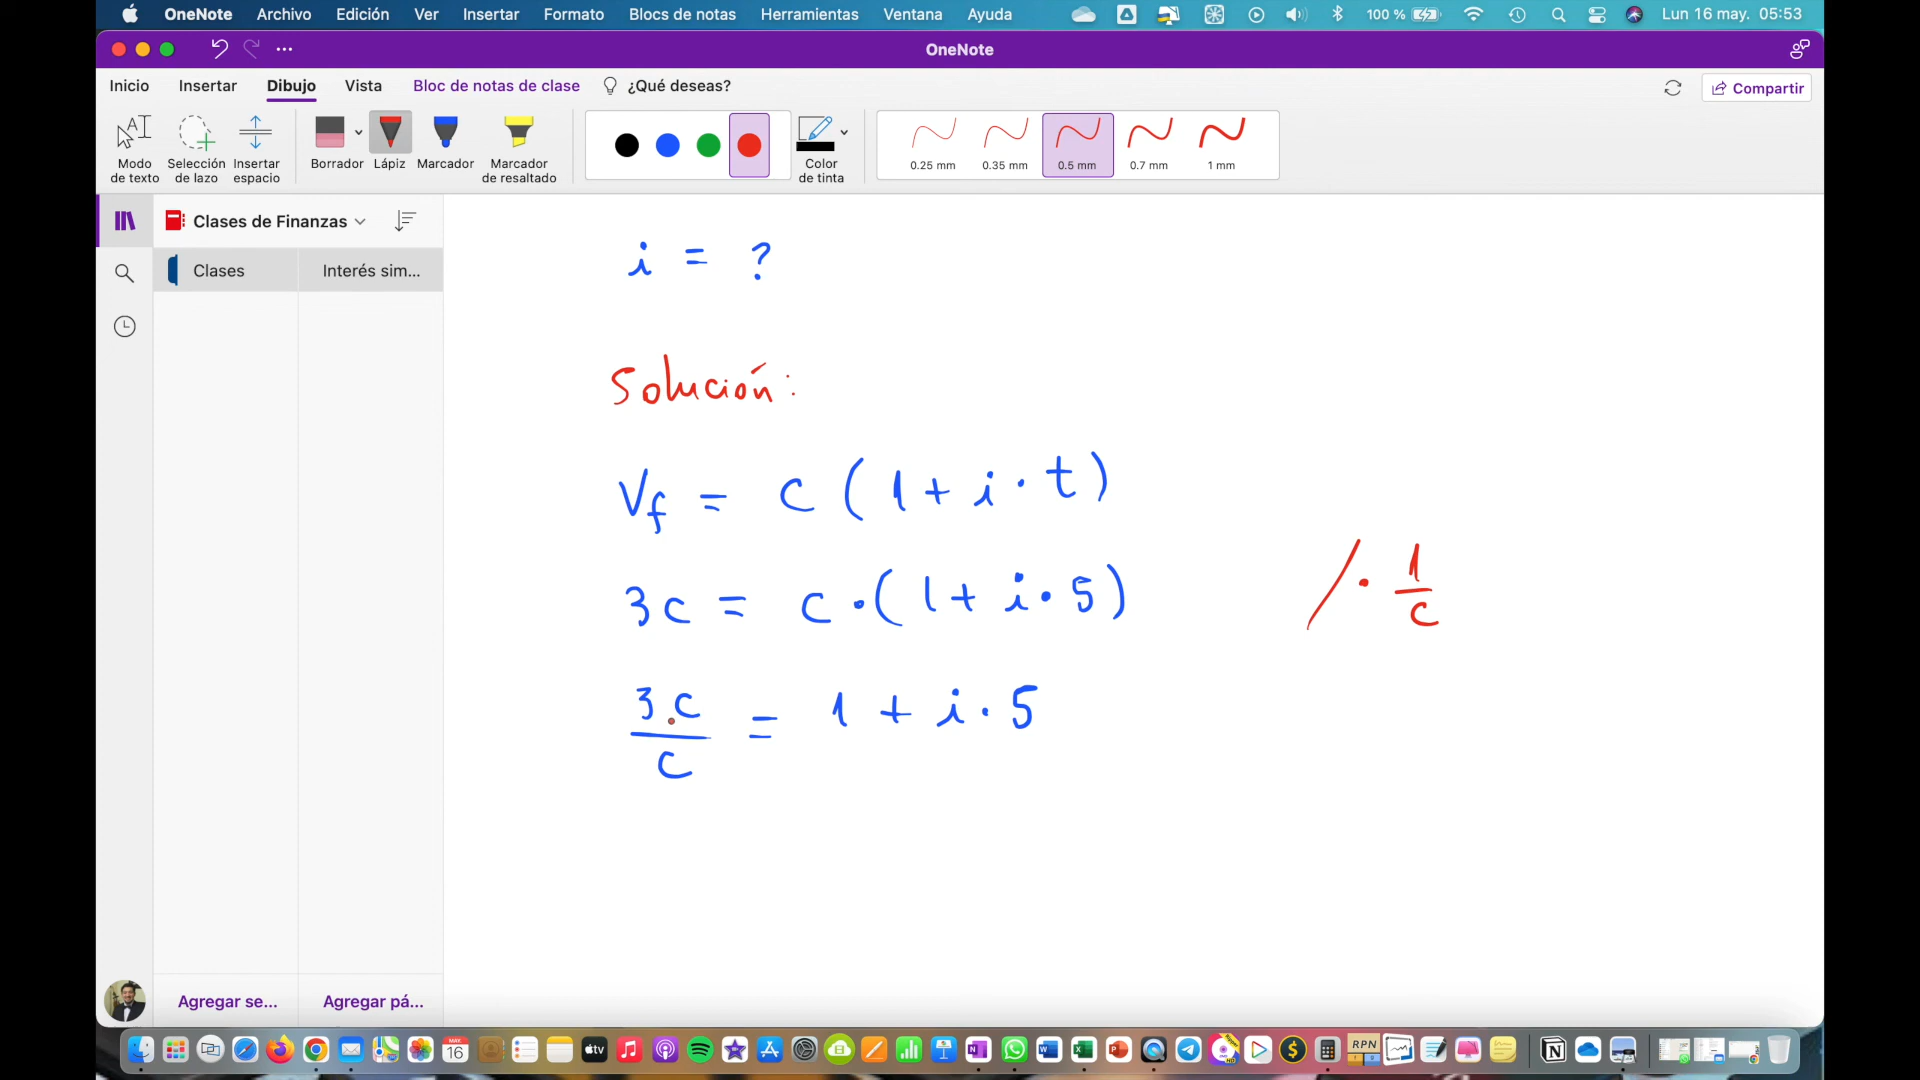 OneNote Archivo Edición Ver Insertar Formato Blocs de notas Herramientas Ventana Ayuda 100 % Lun 16 may. 05:53
OneNote
Inicio Insertar Dibujo Vista Bloc de notas de clase ¿Qué deseas? Compartir
Modo de texto
Selección de lazo
Insertar espacio
Borrador
Lápiz
Marcador
Marcador de resaltado
Color de tinta
0.25 mm 0.35 mm 0.5 mm 0.7 mm 1 mm
Clases de Finanzas
Clases Interés sim...
i = ?
Solución:
Vf = C ( 1 + i · t )
3C = C · ( 1 + i · 5 ) / · 1/C
3C/C = 1 + i · 5
Agregar se... Agregar pá...
MAY. 16
tv
RPN